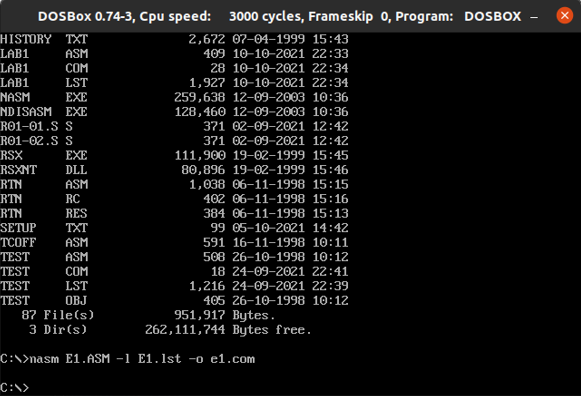 DOSBox 0.74-3, Cpu speed: 3000 cycles, Frameskip 0, Program: DOSBOX
HISTORY TXT 2,672 07-04-1999 15:43
LAB1 ASM 409 10-10-2021 22:33
LAB1 COM 28 10-10-2021 22:34
LAB1 LST 1,927 10-10-2021 22:34
NASM EXE 259,638 12-09-2003 10:36
NDISASM EXE 128,460 12-09-2003 10:36
R01-01.S S 371 02-09-2021 12:42
R01-02.S S 371 02-09-2021 12:42
RSX EXE 111,900 19-02-1999 15:45
RSXNT DLL 80,896 19-02-1999 15:46
RTN ASM 1,038 06-11-1998 15:15
RTN RC 402 06-11-1998 15:16
RTN RES 384 06-11-1998 15:13
SETUP TXT 99 05-10-2021 14:42
TCOFF ASM 591 16-11-1998 10:11
TEST ASM 508 26-10-1998 10:12
TEST COM 18 24-09-2021 22:41
TEST LST 1,216 24-09-2021 22:39
TEST OBJ 405 26-10-1998 10:12
87 File(s) 951,917 Bytes.
3 Dir(s) 262,111,744 Bytes free.
C:\>nasm E1.ASM -l E1.lst -o e1.com
C:\>